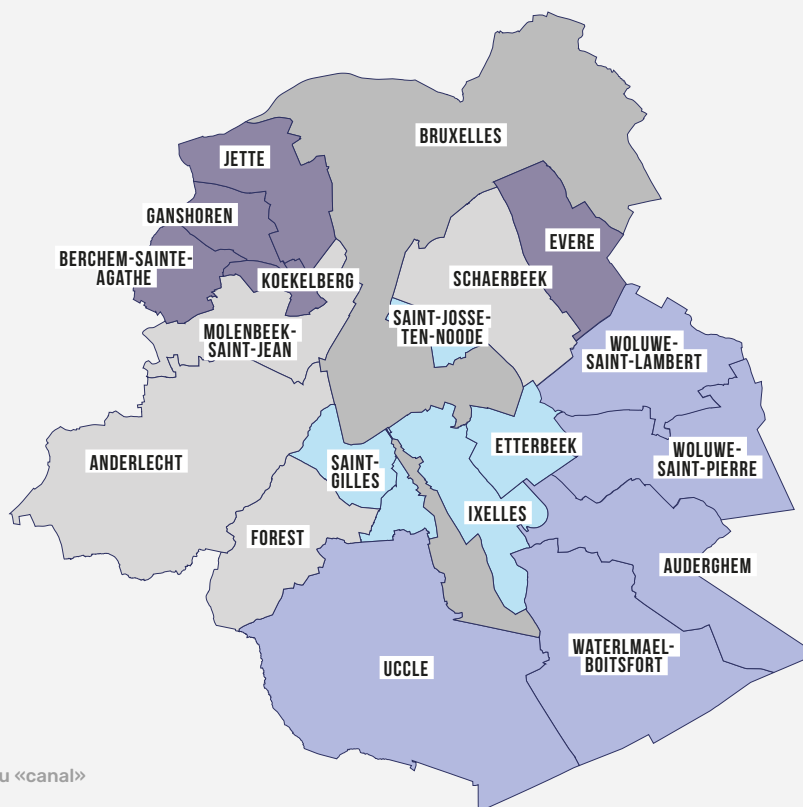 BRUXELLES
JETTE
GANSHOREN
EVERE
BERCHEM-SAINTE-
AGATHE
KOEKELBERG
SCHAERBEEK
SAINT-JOSSE-
TEN-NOODE
MOLENBEEK-
SAINT-JEAN
WOLUWE-
SAINT-LAMBERT
ETTERBEEK
WOLUWE-
SAINT-PIERRE
ANDERLECHT
SAINT-
GILLES
IXELLES
FOREST
AUDERGHEM
WATERLMAEL-
BOITSFORT
UCCLE
u «canal»